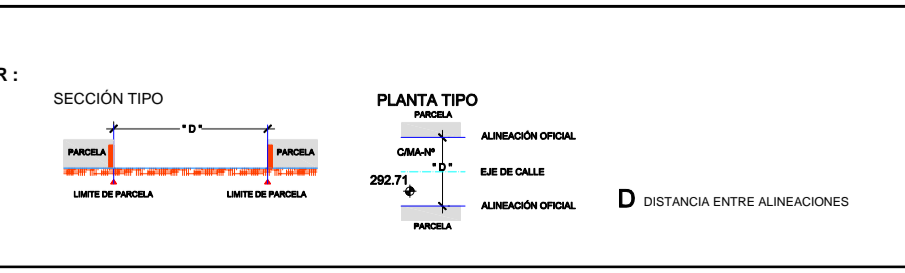 R :
SECCIÓN TIPO
"D"
PARCELA
PARCELA
LIMITE DE PARCELA
LIMITE DE PARCELA
PLANTA TIPO
PARCELA
ALINEACIÓN OFICIAL
C/MA-Nº
"D"
EJE DE CALLE
292.71
ALINEACIÓN OFICIAL
PARCELA
D DISTANCIA ENTRE ALINEACIONES